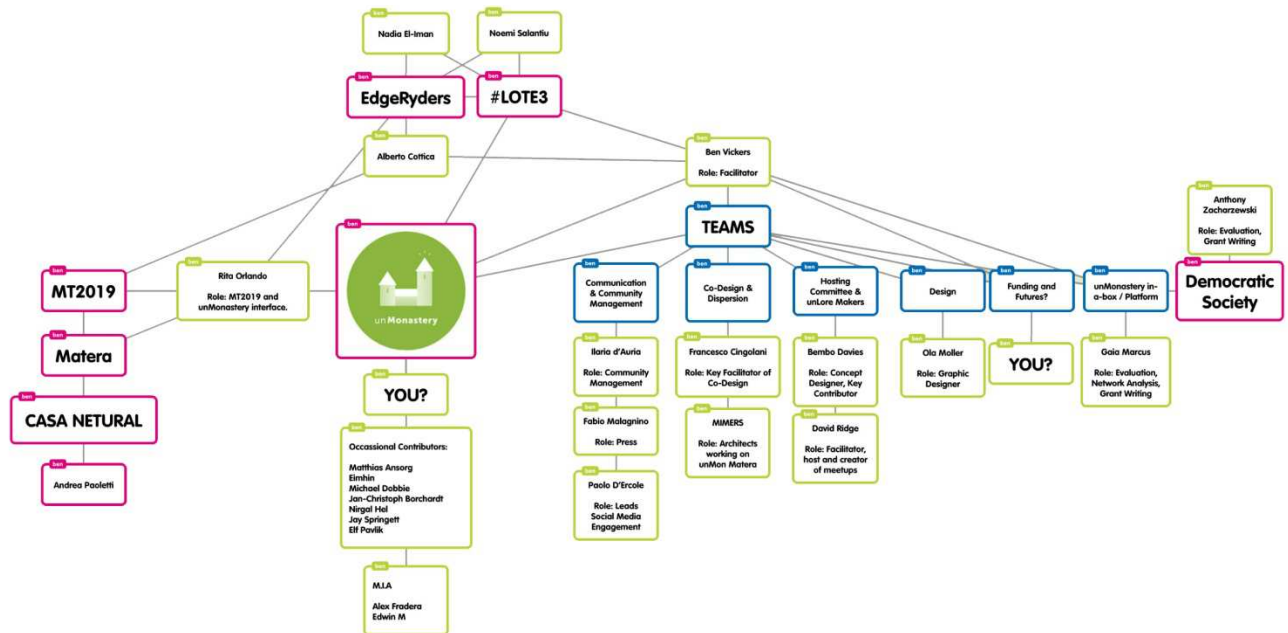 ben
Nadia El-Iman
ben
Noemi Salantiu
ben
EdgeRyders
ben
#LOTE3
ben
Alberto Cottica
ben
Ben Vickers
Role: Facilitator
ben
Anthony
Zacharzewski
Role: Evaluation,
Grant Writing
ben
TEAMS
ben
unMonastery
ben
Rita Orlando
Role: MT2019 and
unMonastery interface.
ben
MT2019
ben
Matera
ben
CASA NETURAL
ben
Andrea Paoletti
ben
Communication
& Community
Management
ben
Co-Design &
Dispersion
ben
Hosting
Committee &
unLore Makers
ben
Design
ben
Funding and
Futures?
ben
unMonastery in-
a-box / Platform
ben
Democratic
Society
ben
YOU?
ben
Occassional Contributors:
Matthias Ansorg
Eimhin
Michael Dobbie
Jan-Christoph Borchardt
Nirgal Hel
Jay Springett
Elf Pavlik
ben
M.I.A
Alex Fradera
Edwin M
ben
Ilaria d'Auria
Role: Community
Management
ben
Fabio Malagnino
Role: Press
ben
Paolo D'Ercole
Role: Leads
Social Media
Engagement
ben
Francesco Cingolani
Role: Key Facilitator of
Co-Design
ben
MIMERS
Role: Architects
working on
unMon Matera
ben
Bembo Davies
Role: Concept
Designer, Key
Contributor
ben
David Ridge
Role: Facilitator,
host and creator
of meetups
ben
Ola Moller
Role: Graphic
Designer
ben
YOU?
ben
Gaia Marcus
Role: Evaluation,
Network Analysis,
Grant Writing